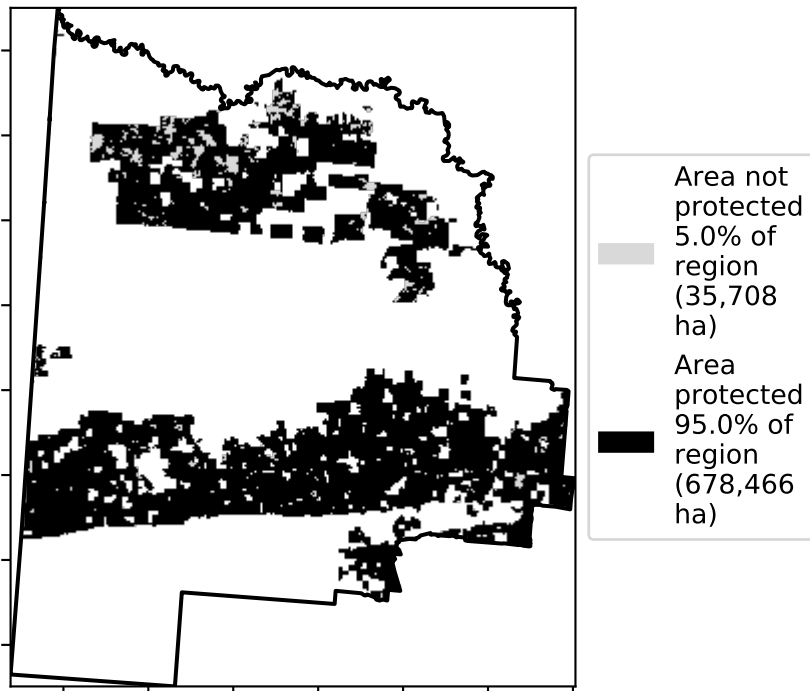 Area not
protected
5.0% of
region
(35,708
ha)
Area
protected
95.0% of
region
(678,466
ha)